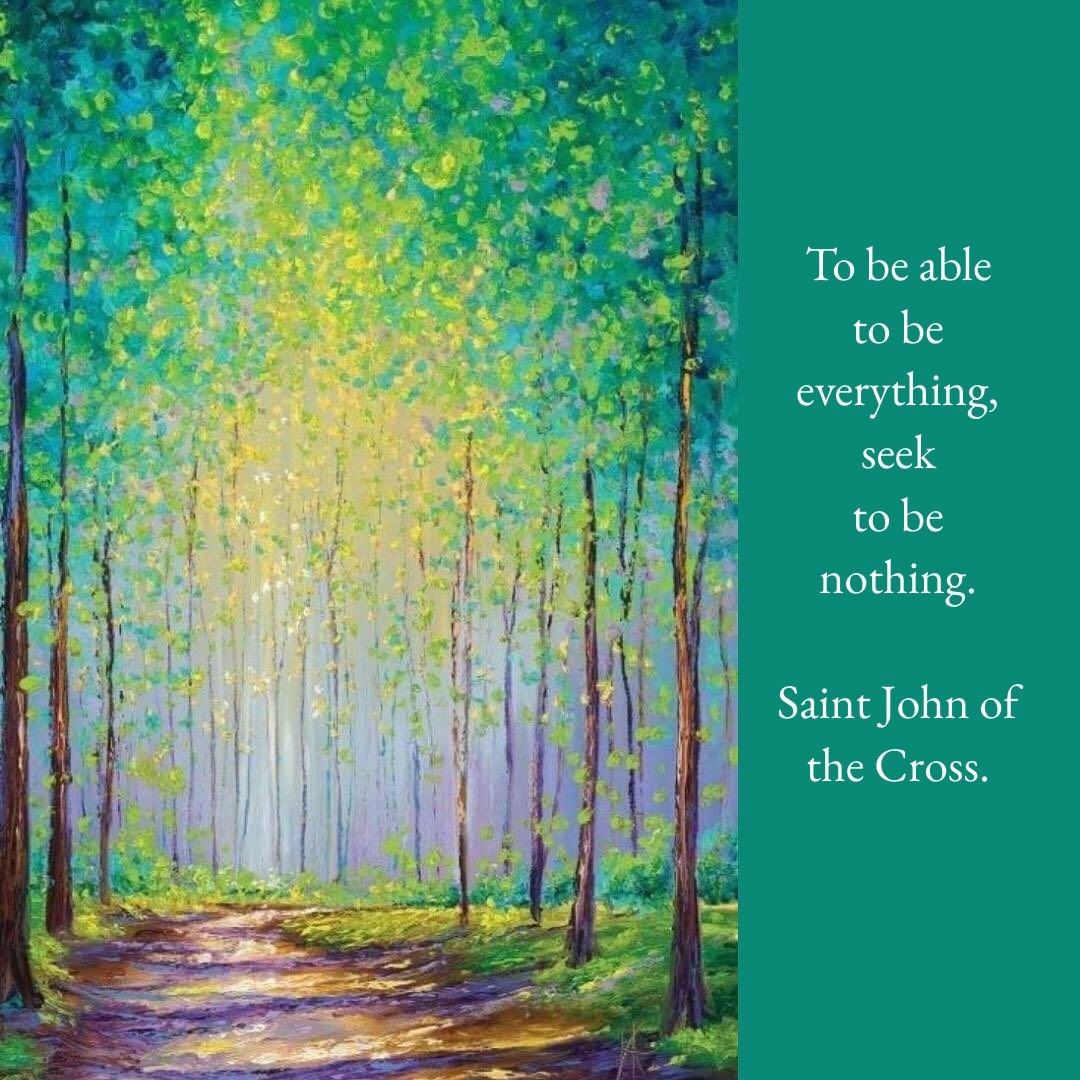 To be able
to be
everything,
seek
to be
nothing.
Saint John of
the Cross.